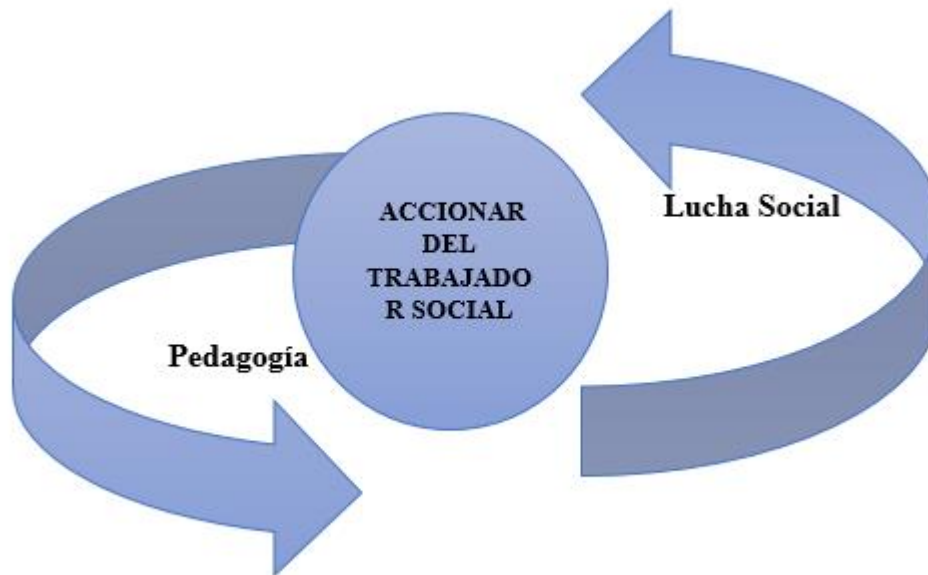 ACCIONAR
DEL
TRABAJADO
R SOCIAL
Lucha Social
Pedagogía